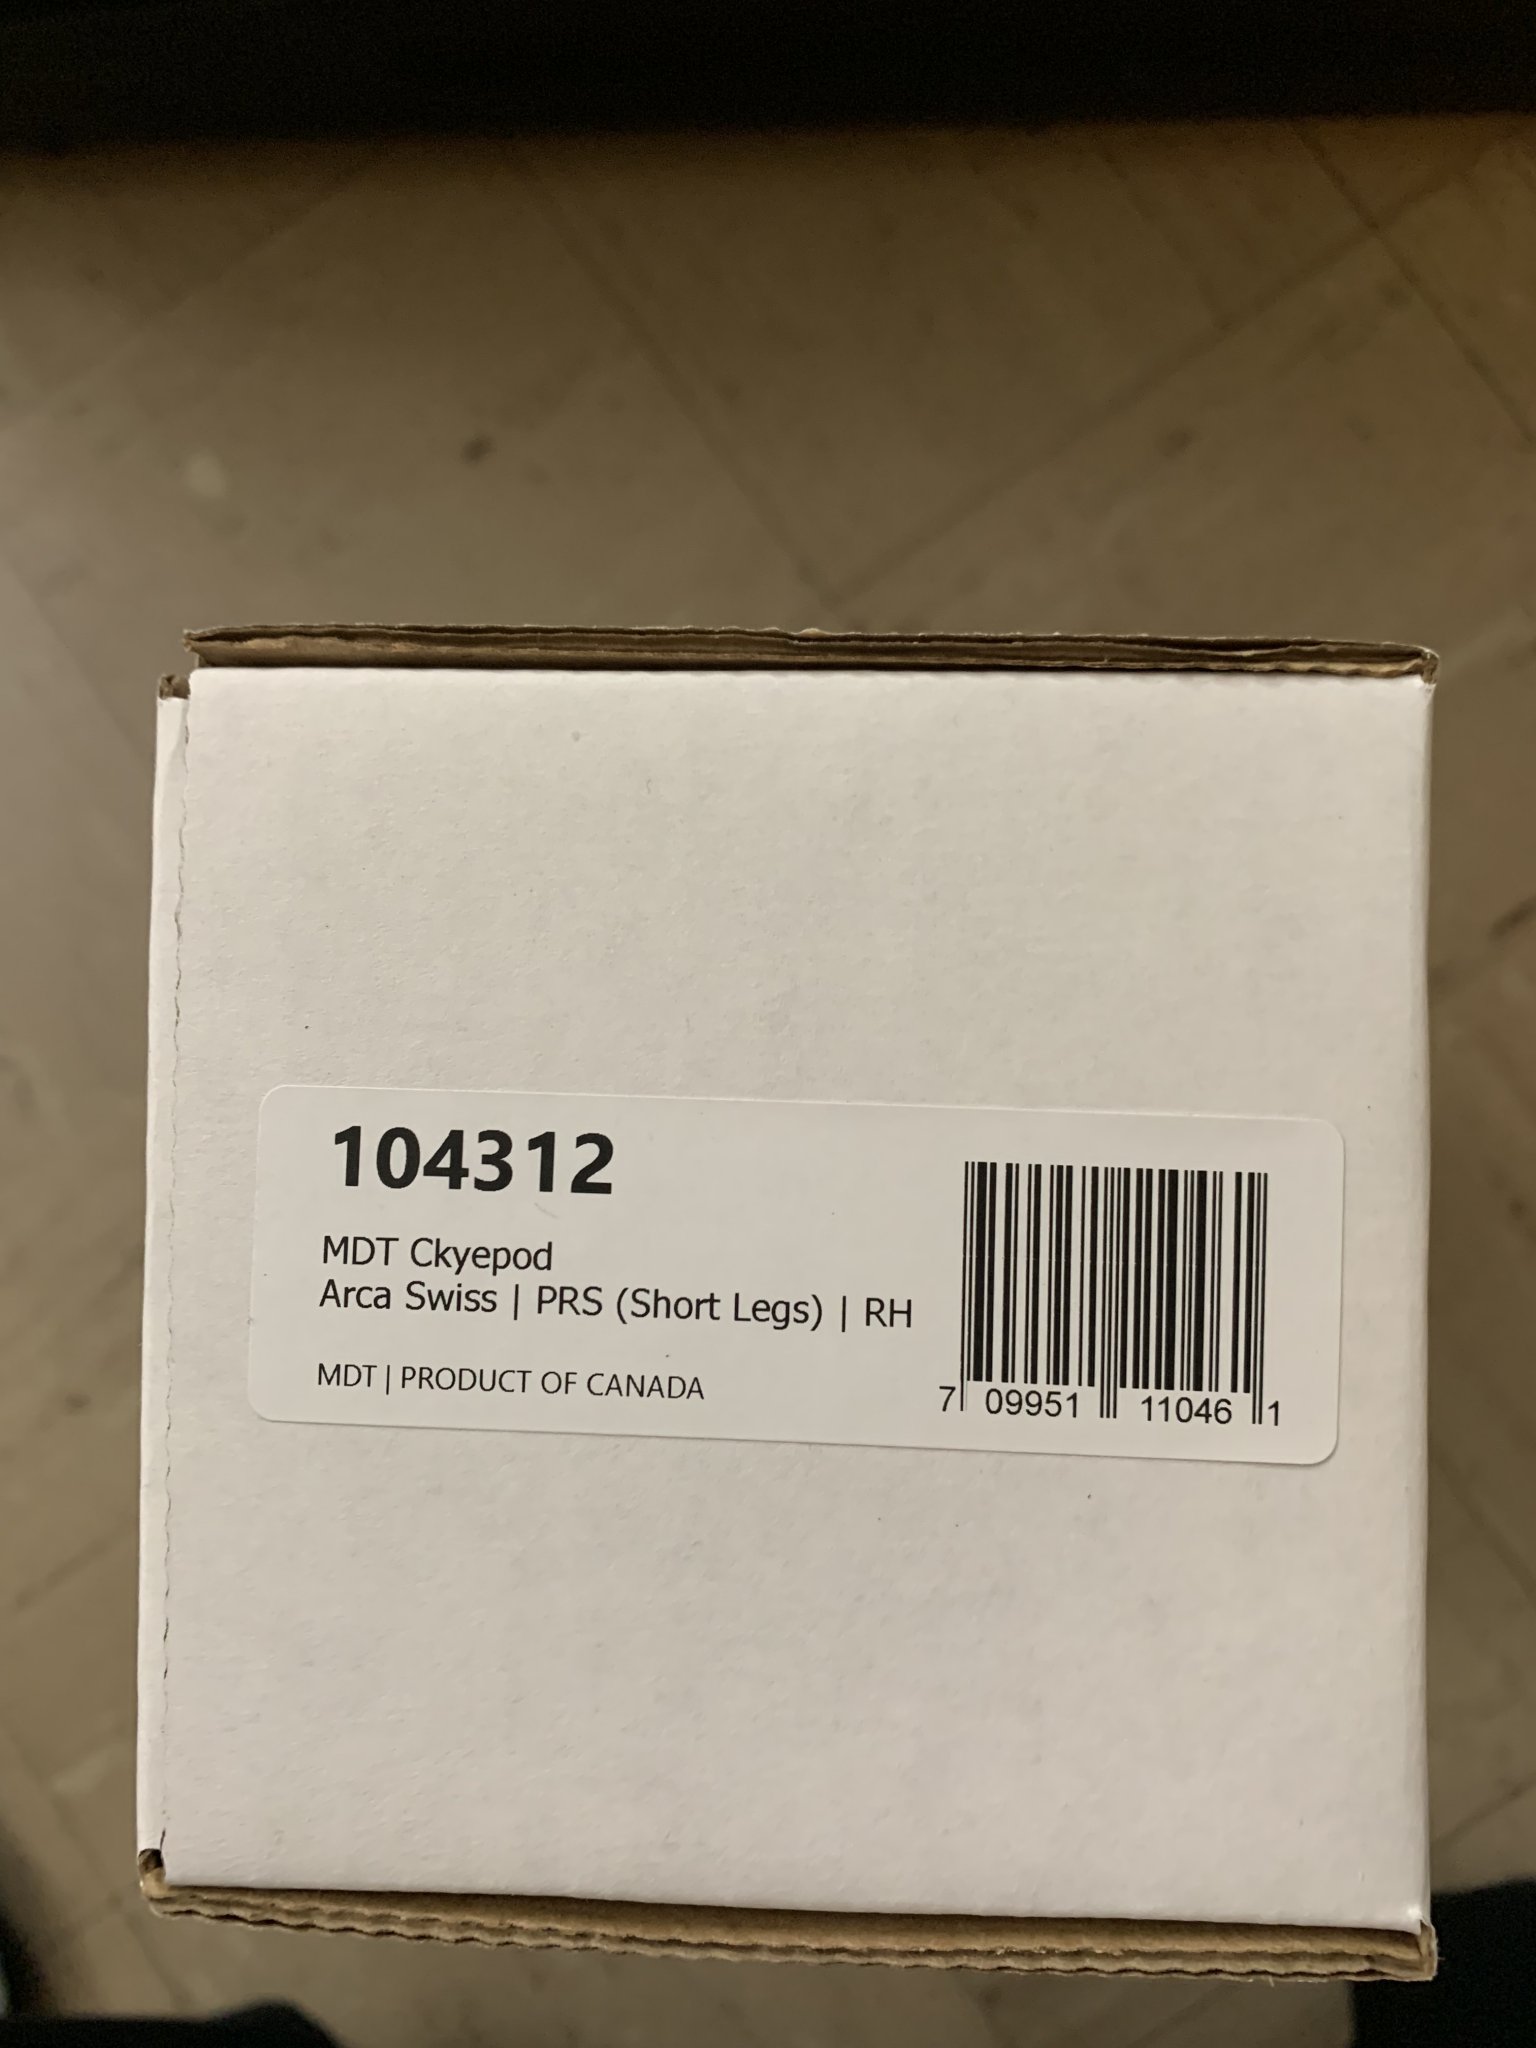 104312
MDT Ckyepod
Arca Swiss | PRS (Short Legs) | RH
MDT | PRODUCT OF CANADA
7 09951 11046 1